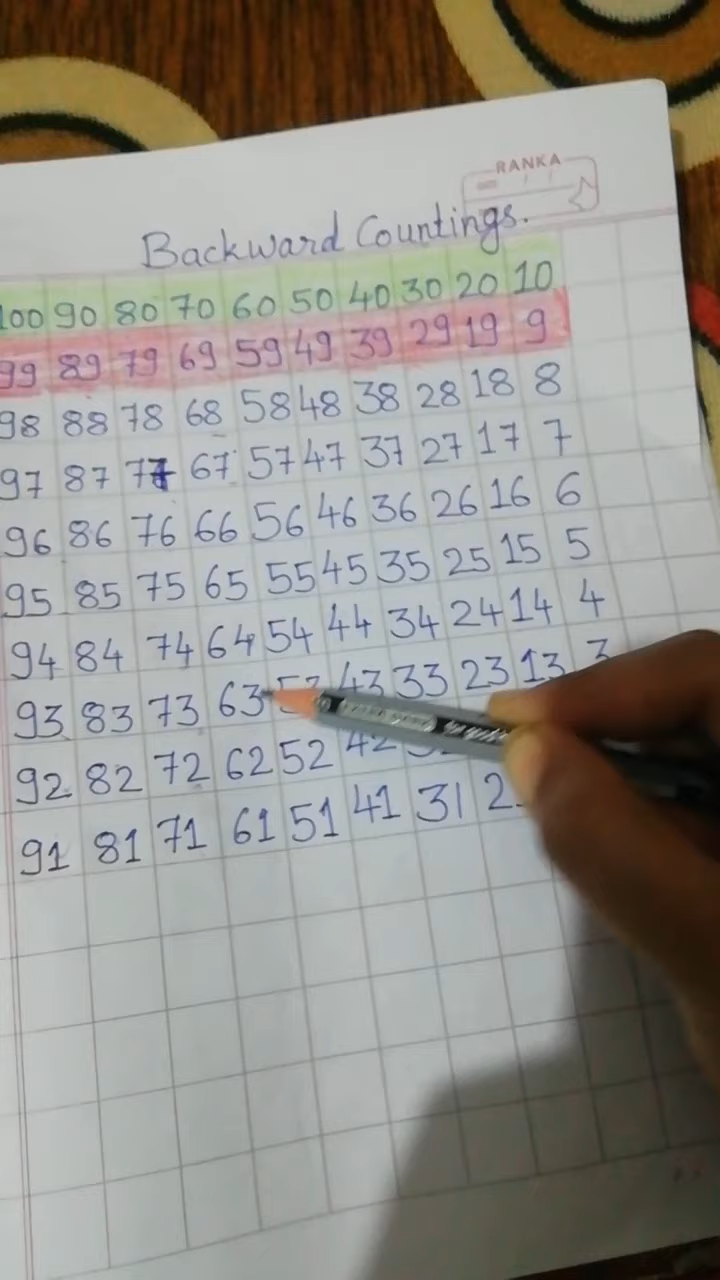 RANKA
Backward Countings.
100 90 80 70 60 50 40 30 20 10
99 89 79 69 59 49 39 29 19 9
98 88 78 68 58 48 38 28 18 8
97 87 77 67 57 47 37 27 17 7
96 86 76 66 56 46 36 26 16 6
95 85 75 65 55 45 35 25 15 5
94 84 74 64 54 44 34 24 14 4
93 83 73 63 53 43 33 23 13 3
92 82 72 62 52 42
91 81 71 61 51 41 31